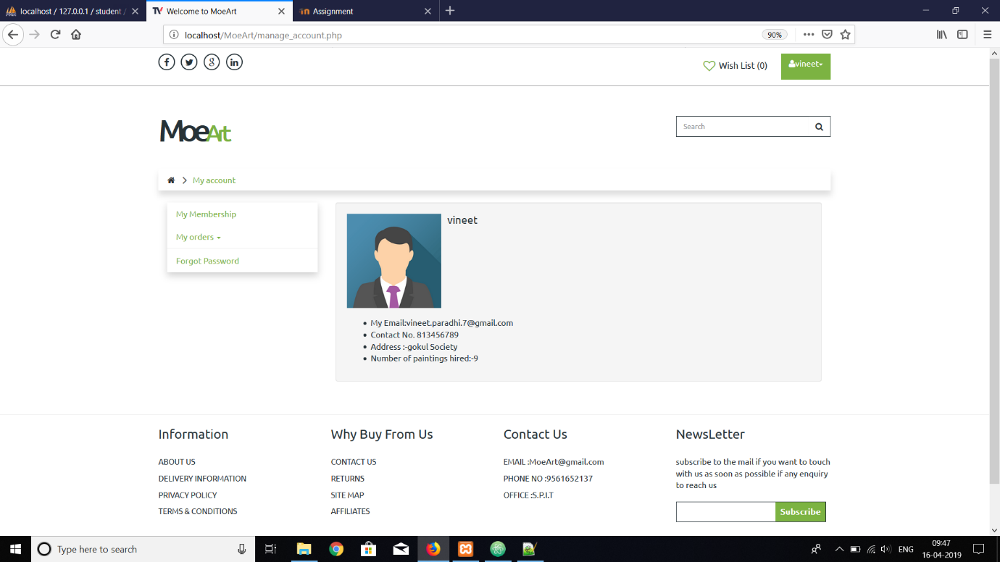 localhost / 127.0.0.1 / student /
Welcome to MoeArt
Assignment
localhost/MoeArt/manage_account.php
90%
Wish List (0)
vineet
MoeArt
Search
My account
My Membership
My orders
Forgot Password
vineet
My Email:vineet.paradhi.7@gmail.com
Contact No. 813456789
Address :-gokul Society
Number of paintings hired:-9
Information
ABOUT US
DELIVERY INFORMATION
PRIVACY POLICY
TERMS & CONDITIONS
Why Buy From Us
CONTACT US
RETURNS
SITE MAP
AFFILIATES
Contact Us
EMAIL :MoeArt@gmail.com
PHONE NO :9561652137
OFFICE :S.P.I.T
NewsLetter
subscribe to the mail if you want to touch
with us as soon as possible if any enquiry
to reach us
Subscribe
Type here to search
ENG
09:47
16-04-2019